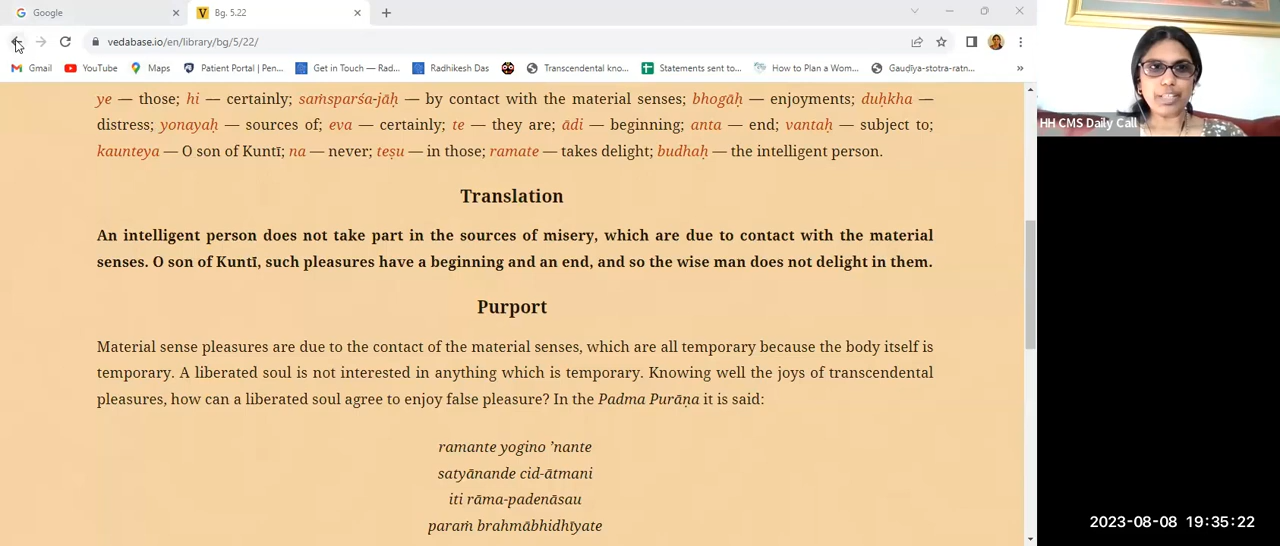 Google
Bg. 5.22
vedabase.io/en/library/bg/5/22/
Gmail YouTube Maps Patient Portal | Pen... Get in Touch — Rad... Radhikesh Das Transcendental kno... Statements sent to... How to Plan a Wom... Gauḍīya-stotra-ratn... »
ye — those; hi — certainly; saṁsparśa-jāḥ — by contact with the material senses; bhogāḥ — enjoyments; duḥkha —
distress; yonayaḥ — sources of; eva — certainly; te — they are; ādi — beginning; anta — end; vantaḥ — subject to;
kaunteya — O son of Kuntī; na — never; teṣu — in those; ramate — takes delight; budhaḥ — the intelligent person.
HH CMS Daily Call
Translation
An intelligent person does not take part in the sources of misery, which are due to contact with the material
senses. O son of Kuntī, such pleasures have a beginning and an end, and so the wise man does not delight in them.
Purport
Material sense pleasures are due to the contact of the material senses, which are all temporary because the body itself is
temporary. A liberated soul is not interested in anything which is temporary. Knowing well the joys of transcendental
pleasures, how can a liberated soul agree to enjoy false pleasure? In the Padma Purāṇa it is said:
ramante yogino ’nante
satyānande cid-ātmani
iti rāma-padenāsau
paraṁ brahmābhidhīyate
2023-08-08 19:35:22